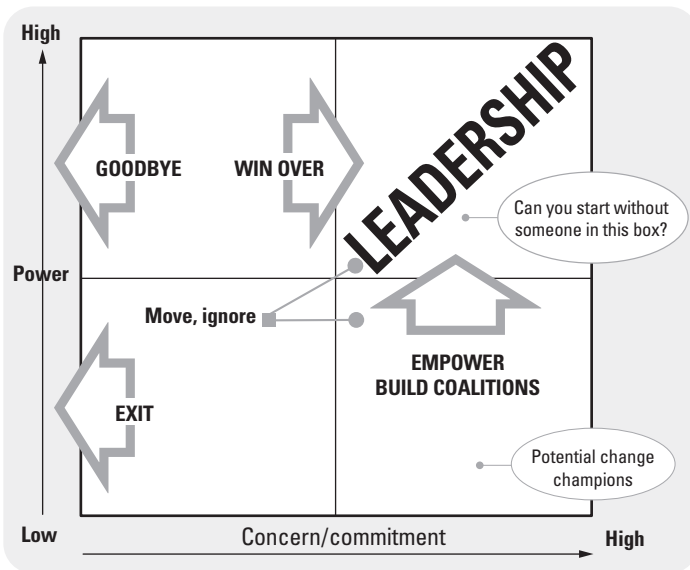 High
GOODBYE
WIN OVER
LEADERSHIP
Can you start without
someone in this box?
Power
Move, ignore
EMPOWER
BUILD COALITIONS
EXIT
Potential change
champions
Low
Concern/commitment
High